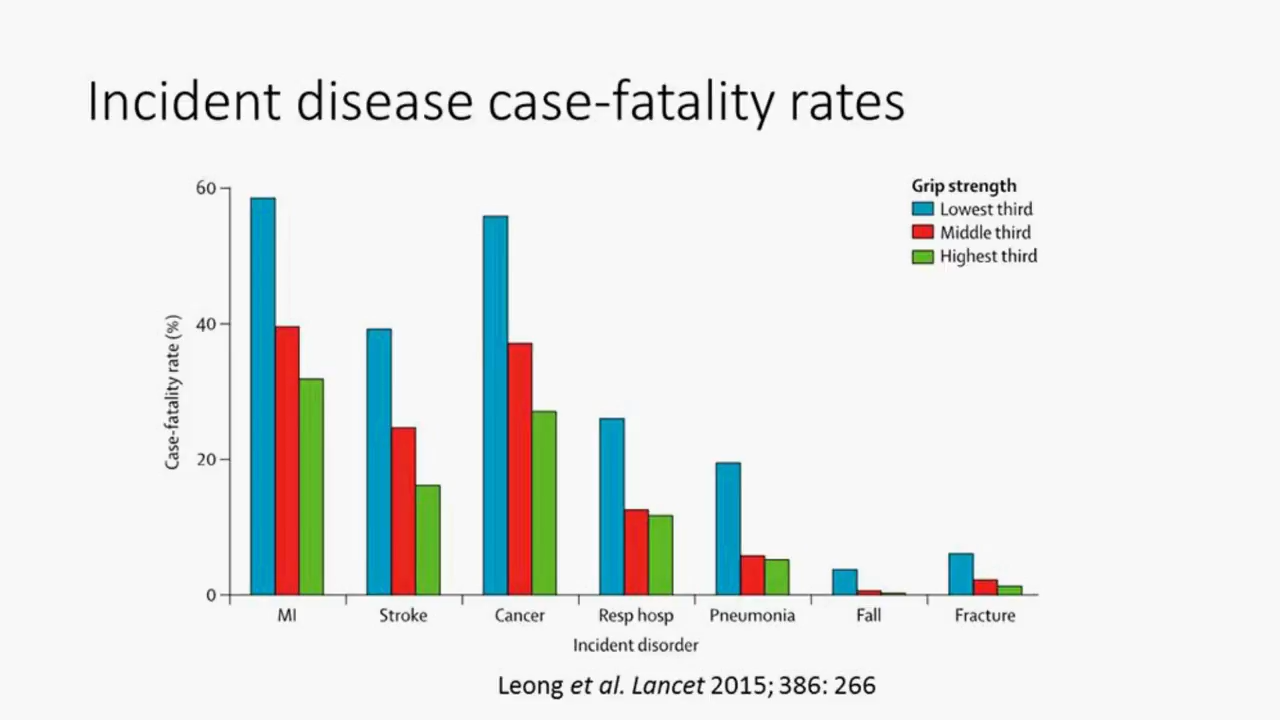 Incident disease case-fatality rates
Grip strength
Lowest third
Middle third
Highest third
Case-fatality rate (%)
60
40
20
0
MI Stroke Cancer Resp hosp Pneumonia Fall Fracture
Incident disorder
Leong et al. Lancet 2015; 386: 266